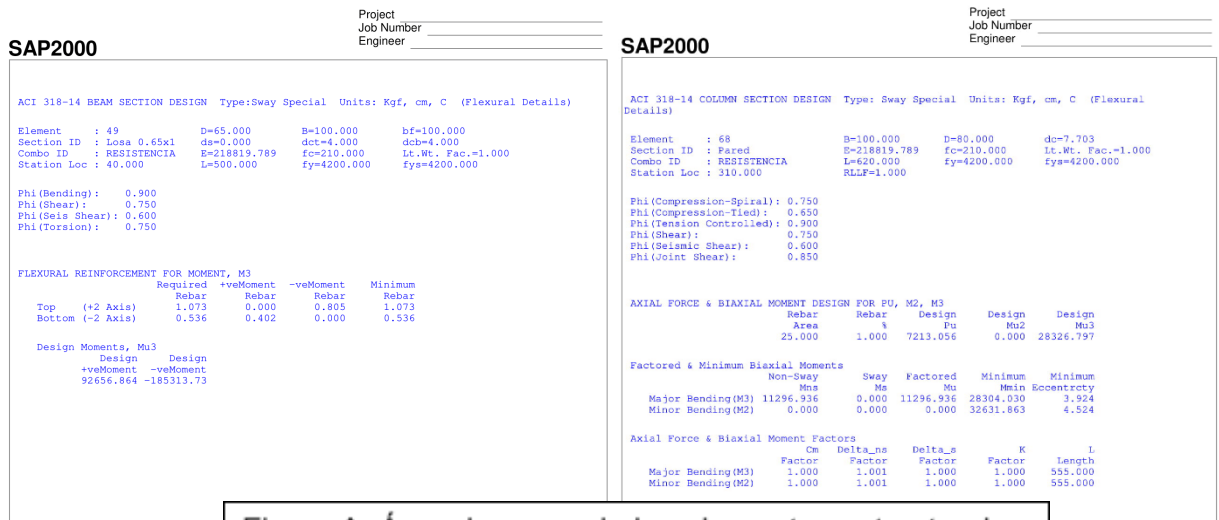 Project
Job Number
Engineer
SAP2000
ACI 318-14 BEAM SECTION DESIGN Type:Sway Special Units: Kgf, cm, C (Flexural Details)
Element : 49 D=65.000 B=100.000 bf=100.000
Section ID : Losa 0.65x1 ds=0.000 dct=4.000 dcb=4.000
Combo ID : RESISTENCIA E=218819.789 fc=210.000 Lt.Wt. Fac.=1.000
Station Loc : 40.000 L=500.000 fy=4200.000 fys=4200.000
Phi(Bending): 0.900
Phi(Shear): 0.750
Phi(Seis Shear): 0.600
Phi(Torsion): 0.750
FLEXURAL REINFORCEMENT FOR MOMENT, M3
Required +veMoment -veMoment Minimum
Rebar Rebar Rebar Rebar
Top (+2 Axis) 1.073 0.000 0.805 1.073
Bottom (-2 Axis) 0.536 0.402 0.000 0.536
Design Moments, Mu3
Design Design
+veMoment -veMoment
92656.864 -185313.73
Project
Job Number
Engineer
SAP2000
ACI 318-14 COLUMN SECTION DESIGN Type: Sway Special Units: Kgf, cm, C (Flexural
Details)
Element : 68 B=100.000 D=80.000 dc=7.703
Section ID : Pared E=218819.789 fc=210.000 Lt.Wt. Fac.=1.000
Combo ID : RESISTENCIA L=620.000 fy=4200.000 fys=4200.000
Station Loc : 310.000 RLLF=1.000
Phi(Compression-Spiral): 0.750
Phi(Compression-Tied): 0.650
Phi(Tension Controlled): 0.900
Phi(Shear): 0.750
Phi(Seismic Shear): 0.600
Phi(Joint Shear): 0.850
AXIAL FORCE & BIAXIAL MOMENT DESIGN FOR PU, M2, M3
Rebar Rebar Design Design Design
Area % Pu Mu2 Mu3
25.000 1.000 7213.056 0.000 28326.797
Factored & Minimum Biaxial Moments
Non-Sway Sway Factored Minimum Minimum
Mns Ms Mu Mmin Eccentrcty
Major Bending(M3) 11296.936 0.000 11296.936 28304.030 3.924
Minor Bending(M2) 0.000 0.000 0.000 32631.863 4.524
Axial Force & Biaxial Moment Factors
Cm Delta_ns Delta_s K L
Factor Factor Factor Factor Length
Major Bending(M3) 1.000 1.001 1.000 1.000 555.000
Minor Bending(M2) 1.000 1.001 1.000 1.000 555.000